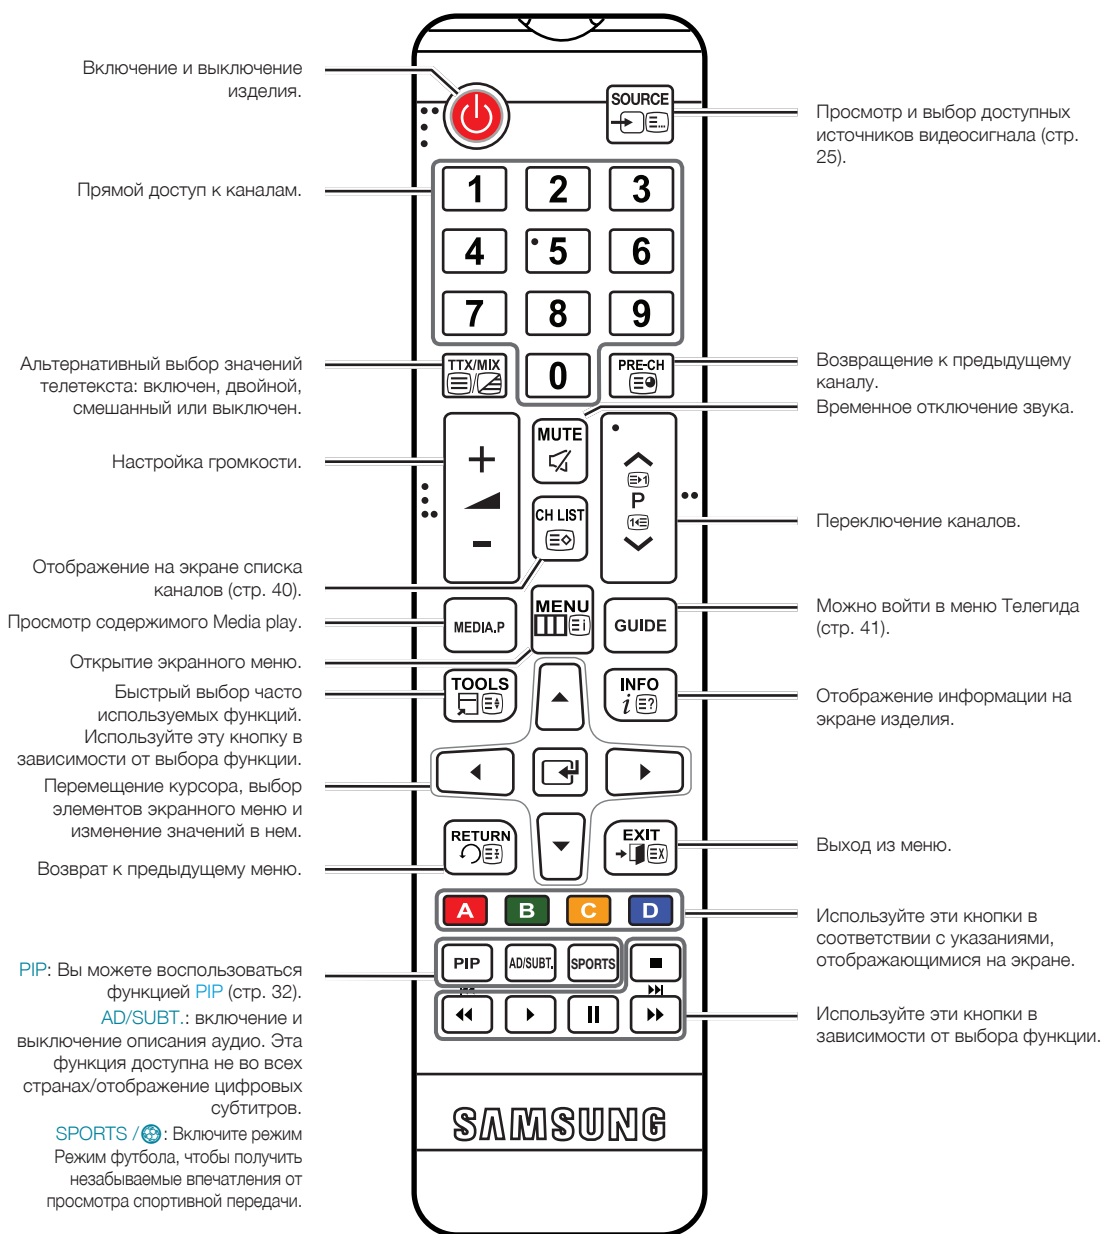 Включение и выключение
изделия.
SOURCE
Просмотр и выбор доступных
источников видеосигнала (стр.
25).
Прямой доступ к каналам.
1 2 3
4 5 6
7 8 9
Альтернативный выбор значений
телетекста: включен, двойной,
смешанный или выключен.
TTX/MIX
0
PRE-CH
Возвращение к предыдущему
каналу.
Временное отключение звука.
MUTE
Настройка громкости.
CH LIST
P
Переключение каналов.
Отображение на экране списка
каналов (стр. 40).
Просмотр содержимого Media play.
MEDIA.P
MENU
GUIDE
Можно войти в меню Телегида
(стр. 41).
Открытие экранного меню.
Быстрый выбор часто
используемых функций.
Используйте эту кнопку в
зависимости от выбора функции.
TOOLS
INFO
Отображение информации на
экране изделия.
Перемещение курсора, выбор
элементов экранного меню и
изменение значений в нем.
RETURN
EXIT
Выход из меню.
Возврат к предыдущему меню.
A B C D
Используйте эти кнопки в
соответствии с указаниями,
отображающимися на экране.
PIP: Вы можете воспользоваться
функцией PIP (стр. 32).
PIP AD/SUBT. SPORTS
Используйте эти кнопки в
зависимости от выбора функции.
AD/SUBT.: включение и
выключение описания аудио. Эта
функция доступна не во всех
странах/отображение цифровых
субтитров.
SPORTS / : Включите режим
Режим футбола, чтобы получить
незабываемые впечатления от
просмотра спортивной передачи.
SAMSUNG